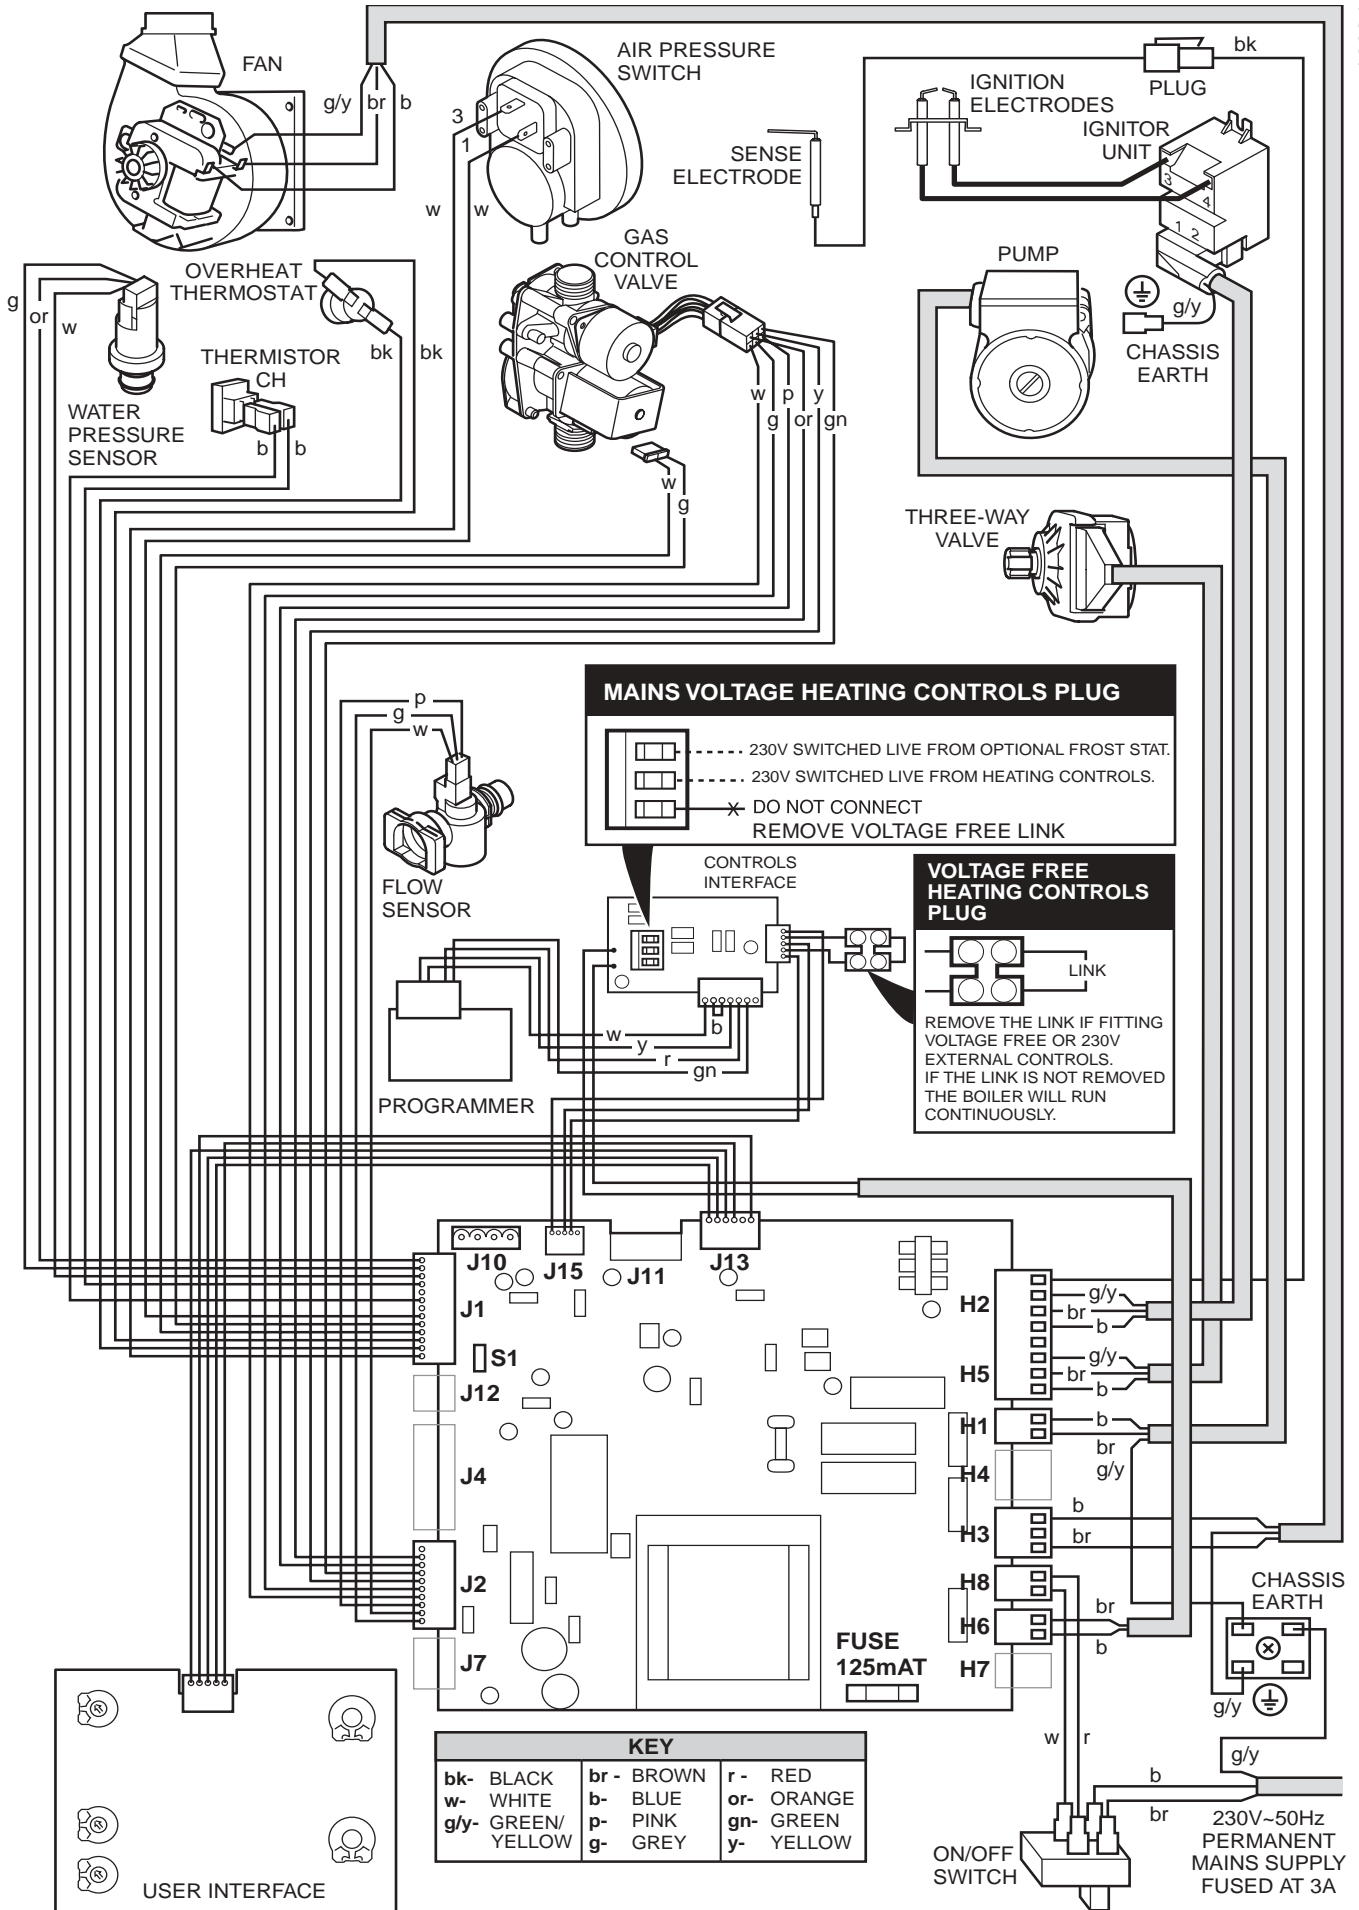 FAN
g/y
br
b
AIR PRESSURE
SWITCH
3
1
w
w
SENSE
ELECTRODE
IGNITION
ELECTRODES
PLUG
bk
IGNITOR
UNIT
3
4
1 2
g/y
CHASSIS
EARTH
PUMP
g
or
w
WATER
PRESSURE
SENSOR
OVERHEAT
THERMOSTAT
bk
bk
THERMISTOR
CH
b
b
GAS
CONTROL
VALVE
w
g
p
or
y
gn
w
g
THREE-WAY
VALVE
MAINS VOLTAGE HEATING CONTROLS PLUG
230V SWITCHED LIVE FROM OPTIONAL FROST STAT.
230V SWITCHED LIVE FROM HEATING CONTROLS.
X DO NOT CONNECT
REMOVE VOLTAGE FREE LINK
p
g
w
FLOW
SENSOR
CONTROLS
INTERFACE
VOLTAGE FREE
HEATING CONTROLS
PLUG
LINK
REMOVE THE LINK IF FITTING
VOLTAGE FREE OR 230V
EXTERNAL CONTROLS.
IF THE LINK IS NOT REMOVED
THE BOILER WILL RUN
CONTINUOUSLY.
b
w
y
r
gn
PROGRAMMER
J10
J15
J11
J13
J1
S1
J12
J4
J2
J7
H2
g/y
br
b
H5
g/y
br
b
H1
b
br
g/y
H4
H3
b
br
H8
H6
br
b
H7
FUSE
125mAT
CHASSIS
EARTH
g/y
g/y
w
r
b
br
ON/OFF
SWITCH
230V~50Hz
PERMANENT
MAINS SUPPLY
FUSED AT 3A
KEY
bk- BLACK
w- WHITE
g/y- GREEN/
YELLOW
br - BROWN
b- BLUE
p- PINK
g- GREY
r - RED
or- ORANGE
gn- GREEN
y- YELLOW
USER INTERFACE